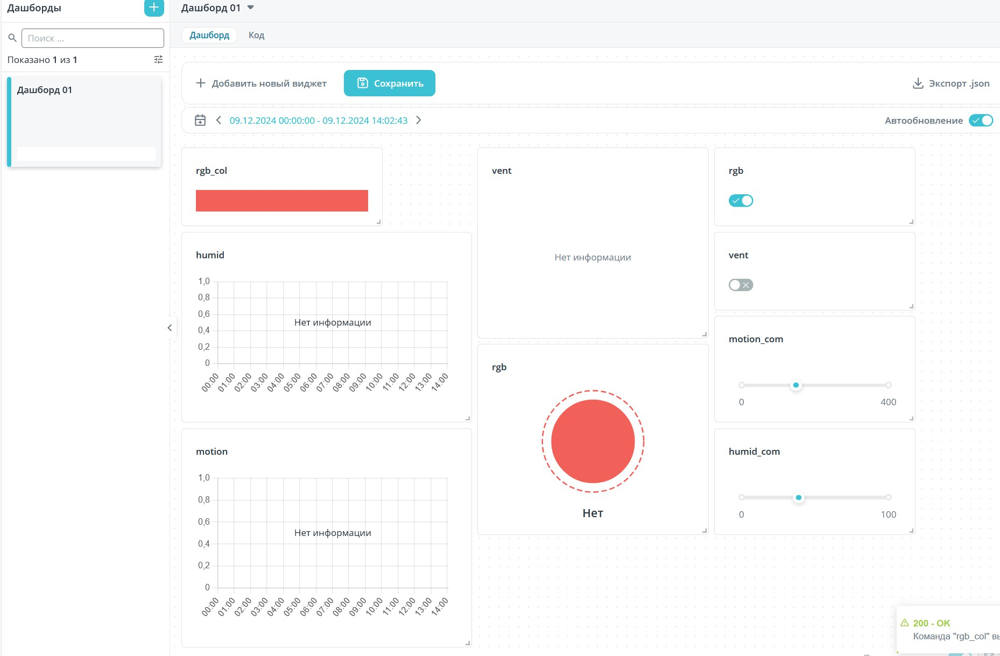 Дашборды
Поиск ...
Показано 1 из 1
Дашборд 01
Дашборд 01
Дашборд Код
Добавить новый виджет Сохранить Экспорт .json
09.12.2024 00:00:00 - 09.12.2024 14:02:43 Автообновление
rgb_col
humid
1,0
0,8
0,6
0,4
0,2
0
Нет информации
00:00 01:00 02:00 03:00 04:00 05:00 06:00 07:00 08:00 09:00 10:00 11:00 12:00 13:00 14:00
motion
1,0
0,8
0,6
0,4
0,2
0
Нет информации
00:00 01:00 02:00 03:00 04:00 05:00 06:00 07:00 08:00 09:00 10:00 11:00 12:00 13:00 14:00
vent
Нет информации
rgb
Нет
rgb
vent
motion_com
0 400
humid_com
0 100
200 - OK
Команда "rgb_col" вы